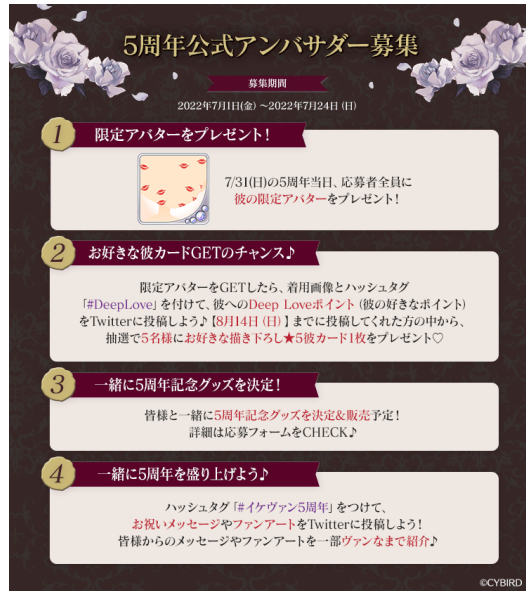 5周年公式アンバサダー募集
募集期間
2022年7月1日(金)～2022年7月24日(日)
1
限定アバターをプレゼント!
7/31(日)の5周年当日、応募者全員に
彼の限定アバターをプレゼント!
2
お好きな彼カードGETのチャンス♪
限定アバターをGETしたら、着用画像とハッシュタグ
「#DeepLove」を付けて、彼へのDeep Loveポイント(彼の好きなポイント)
をTwitterに投稿しよう♪【8月14日(日)】までに投稿してくれた方の中から、
抽選で5名様にお好きな描き下ろし★5彼カード1枚をプレゼント♡
3
一緒に5周年記念グッズを決定!
皆様と一緒に5周年記念グッズを決定&販売予定!
詳細は応募フォームをCHECK♪
4
一緒に5周年を盛り上げよう♪
ハッシュタグ「#イケヴァン5周年」をつけて、
お祝いメッセージやファンアートをTwitterに投稿しよう!
皆様からのメッセージやファンアートを一部ヴァンなまで紹介♪
©CYBIRD